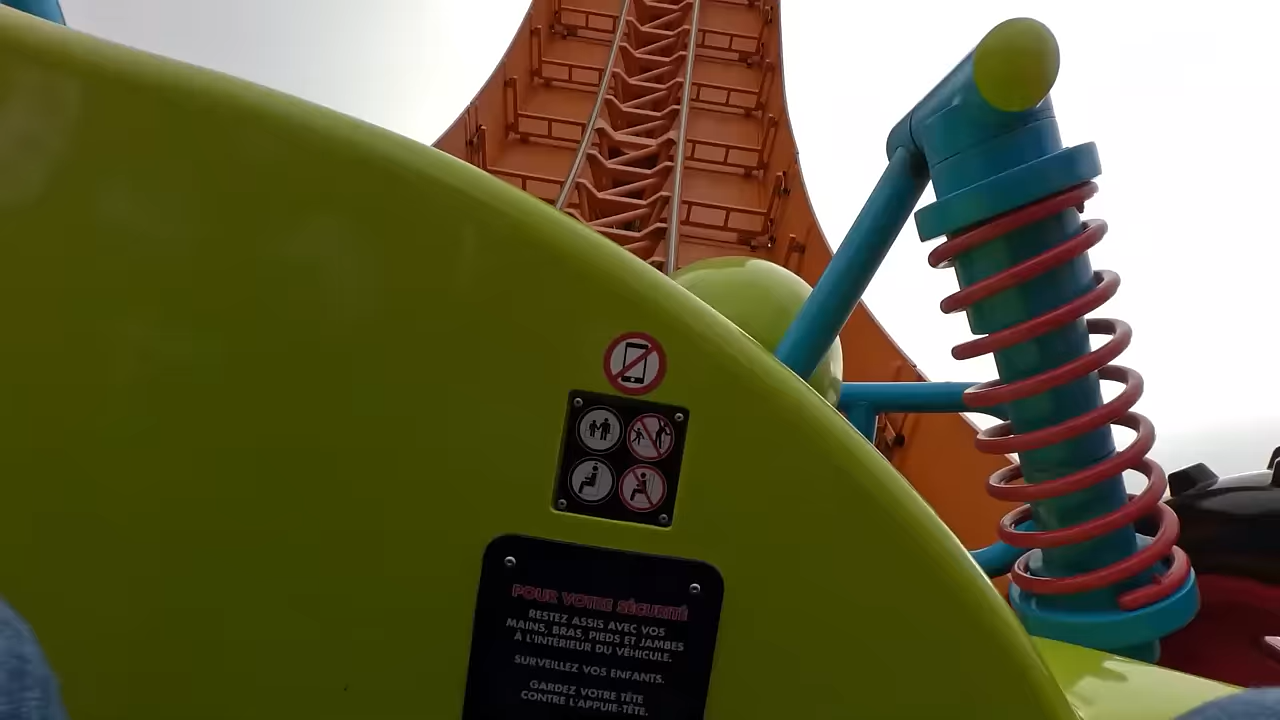 POUR VOTRE SÉCURITÉ
RESTEZ ASSIS AVEC VOS
MAINS, BRAS, PIEDS ET JAMBES
À L'INTÉRIEUR DU VÉHICULE.
SURVEILLEZ VOS ENFANTS.
GARDEZ VOTRE TÊTE
CONTRE L'APPUIE-TÊTE.